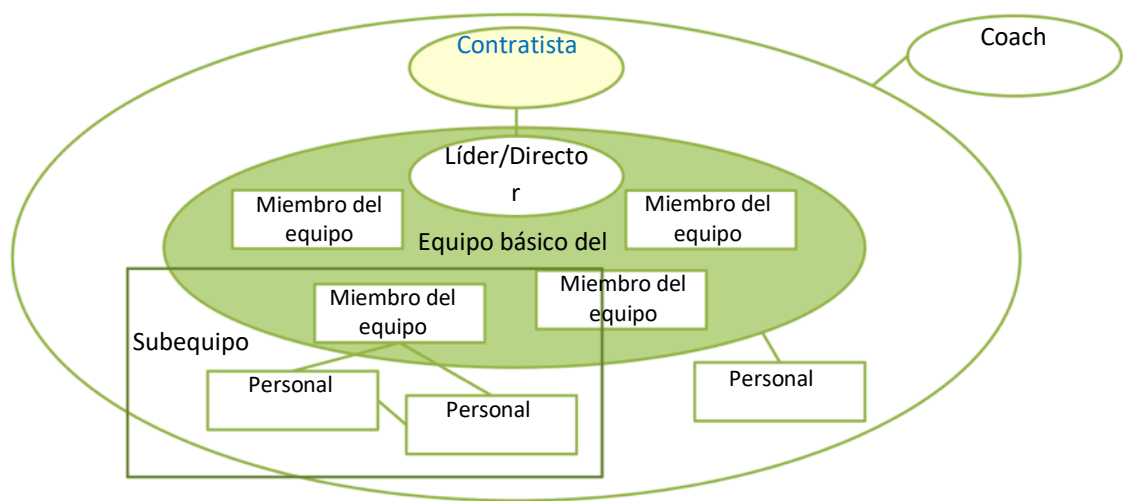 Contratista
Coach
Líder/Directo
r
Miembro del
equipo
Miembro del
equipo
Equipo básico del
Miembro del
equipo
Miembro del
equipo
Subequipo
Personal
Personal
Personal